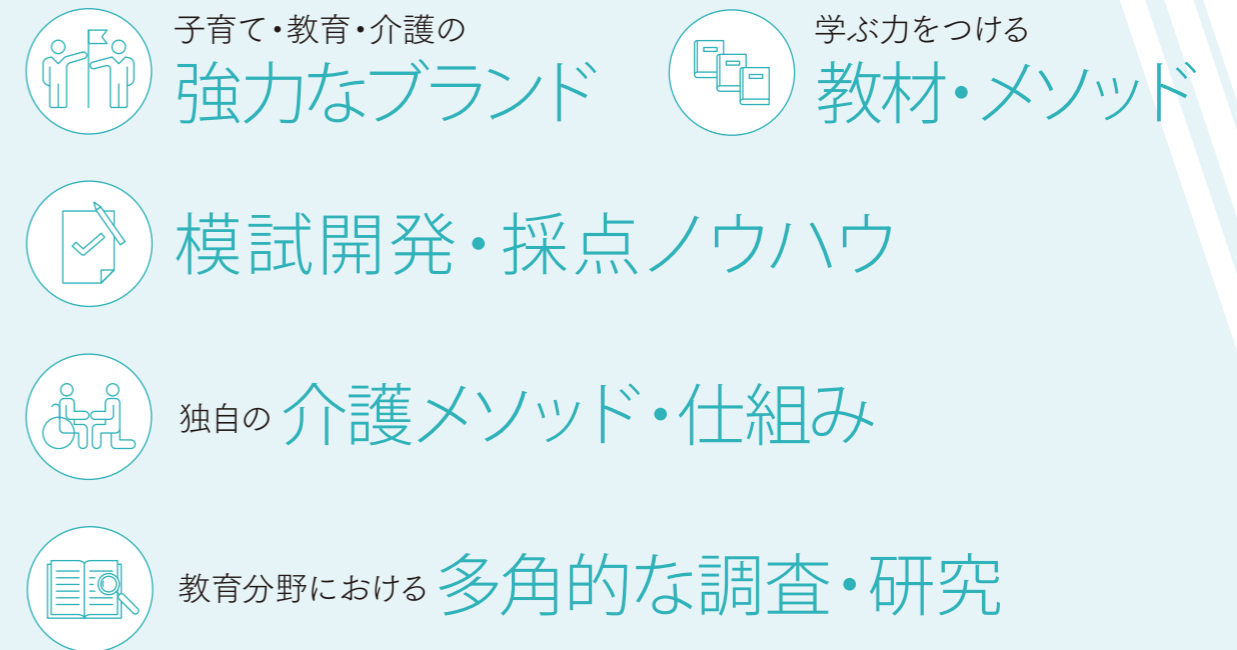 子育て・教育・介護の
強力なブランド
学ぶ力をつける
教材・メソッド
模試開発・採点ノウハウ
独自の 介護メソッド・仕組み
教育分野における 多角的な調査・研究